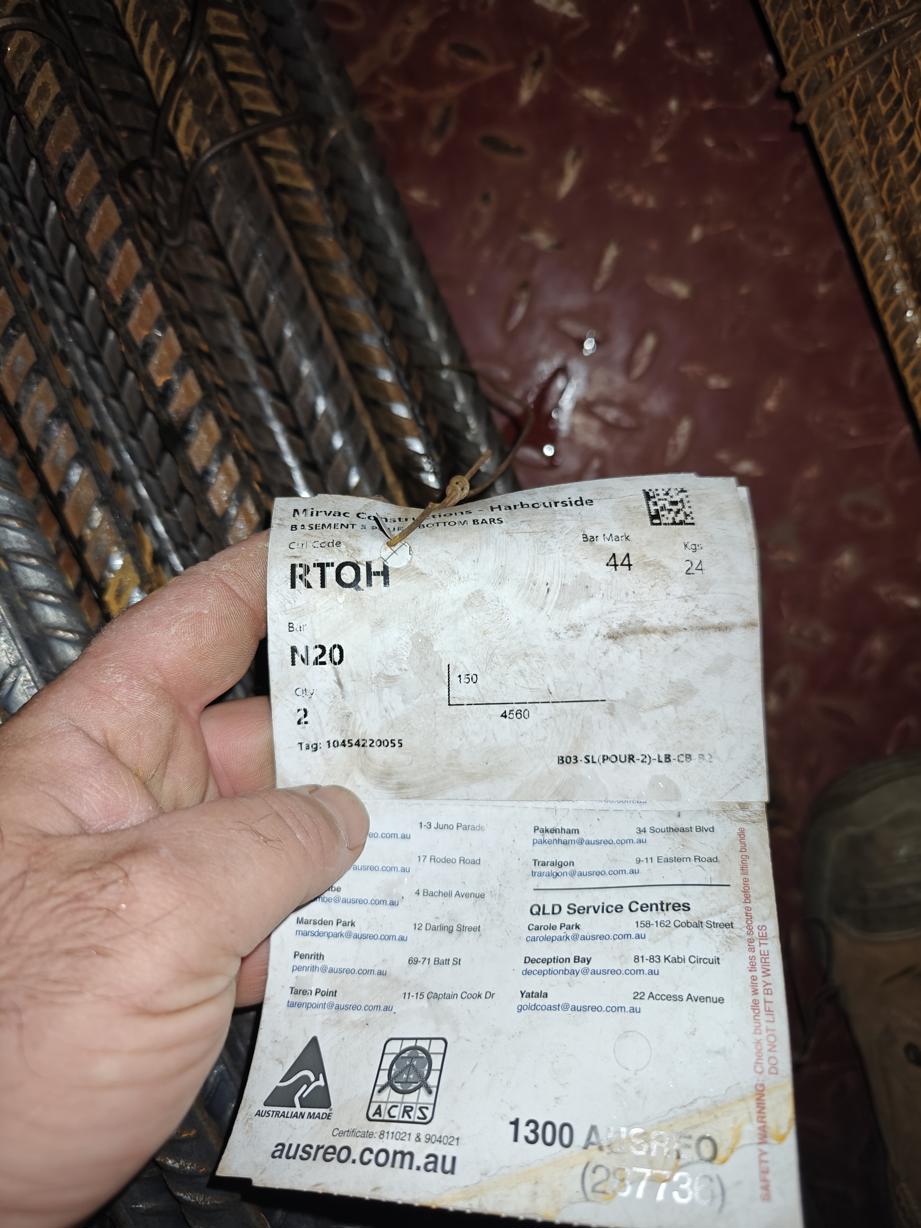 Mirvac Constructions - Harbourside
BASEMENT BOTTOM BARS
Ctrl Code
Bar Mark
Kgs
RTQH
44
24
Bar
N20
150
4560
Qty
2
Tag: 10454220055
B03-SL(POUR-2)-LB-CB-B2
1-3 Juno Parade
Pakenham 34 Southeast Blvd
pakenham@ausreo.com.au
17 Rodeo Road
Traralgon 9-11 Eastern Road
traralgon@ausreo.com.au
4 Bachell Avenue
QLD Service Centres
Marsden Park 12 Darling Street
marsdenpark@ausreo.com.au
Carole Park 158-162 Cobalt Street
carolepark@ausreo.com.au
Penrith 69-71 Batt St
penrith@ausreo.com.au
Deception Bay 81-83 Kabi Circuit
deceptionbay@ausreo.com.au
Taren Point 11-15 Captain Cook Dr
tarenpoint@ausreo.com.au
Yatala 22 Access Avenue
goldcoast@ausreo.com.au
AUSTRALIAN MADE
ACRS
Certificate: 811021 & 904021
ausreo.com.au
1300 AUSREO
(287736)
SAFETY WARNING: Check bundle wire ties are secure before lifting bundle
DO NOT LIFT BY WIRE TIES